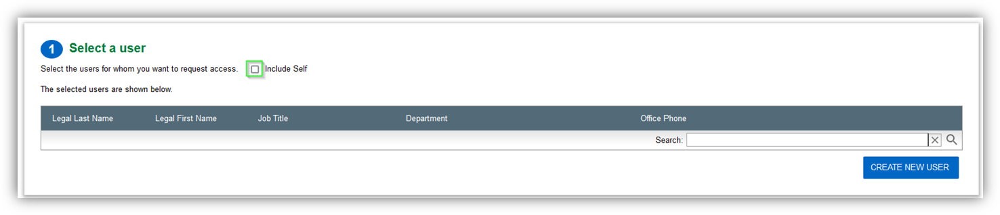 1 Select a user
Select the users for whom you want to request access. Include Self
The selected users are shown below.
Legal Last Name Legal First Name Job Title Department Office Phone
Search:
CREATE NEW USER